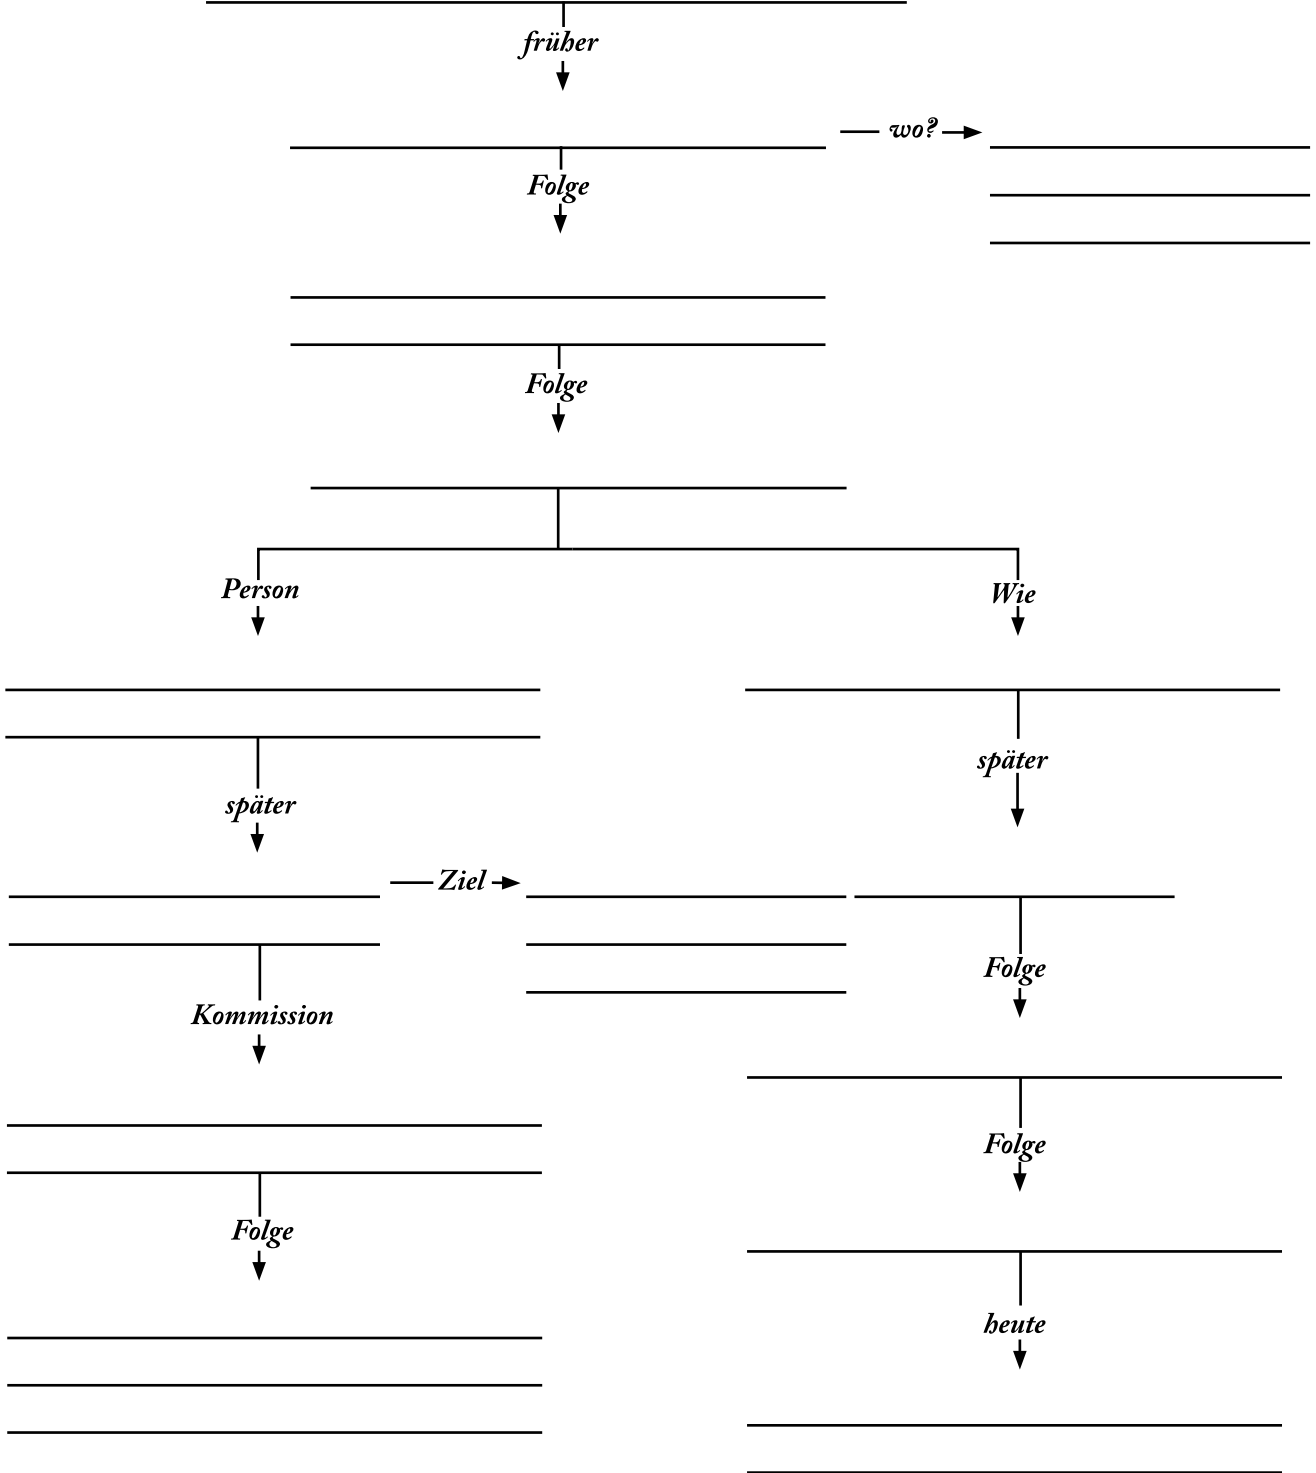 früher
wo?
Folge
Folge
Person
Wie
später
später
Ziel
Folge
Kommission
Folge
Folge
heute